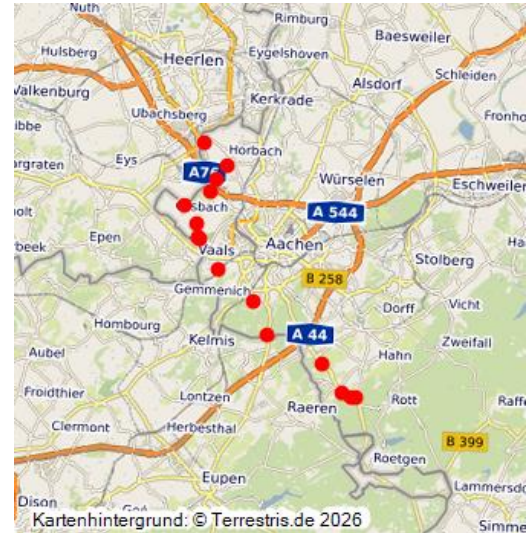 Nuth
Rimburg
Baesweiler
Hulsberg
Heerlen
Eygelshoven
Schleiden
Valkenburg
Alsdorf
Kerkrade
Ubachsberg
Fronho
Horbach
Eys
Würselen
Eschweiler
A 544
Epen
Vaals
Aachen
Stolberg
B 258
Gemmenich
Dorff
Vicht
Hombourg
Kelmis
A 44
Zweifall
Aubel
Hahn
Froidthier
Lontzen
Raeren
Rott
Raffe
Clermont
Herbesthal
B 399
Roetgen
Eupen
Lammersdo
Dison
Simme
Kartenhintergrund: © Terrestris.de 2026